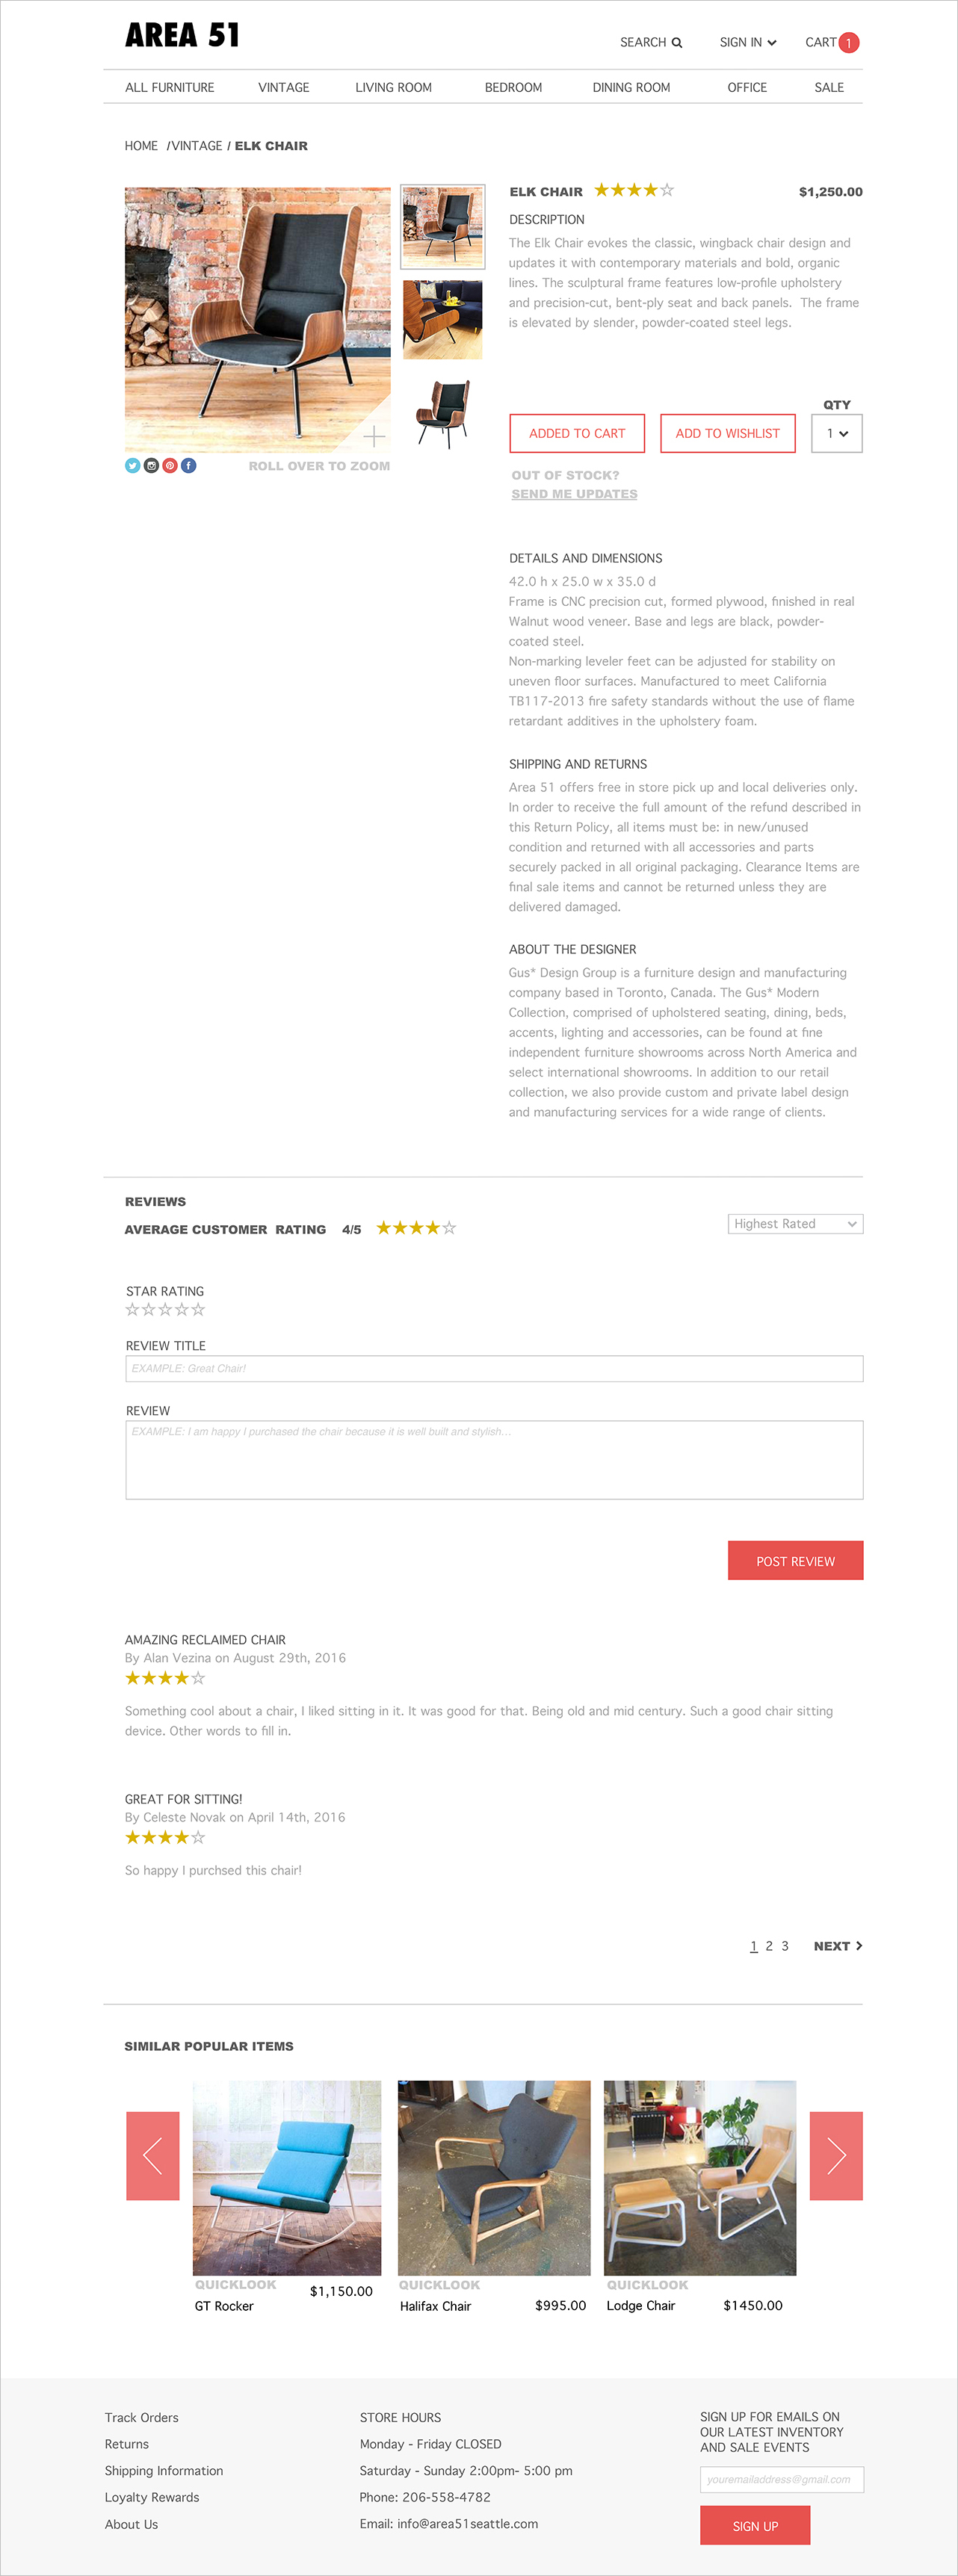 AREA 51
SEARCH
SIGN IN
CART 1
ALL FURNITURE VINTAGE LIVING ROOM BEDROOM DINING ROOM OFFICE SALE
HOME /VINTAGE / ELK CHAIR
ELK CHAIR $1,250.00
DESCRIPTION
The Elk Chair evokes the classic, wingback chair design and
updates it with contemporary materials and bold, organic
lines. The sculptural frame features low-profile upholstery
and precision-cut, bent-ply seat and back panels. The frame
is elevated by slender, powder-coated steel legs.
QTY
ADDED TO CART ADD TO WISHLIST 1
ROLL OVER TO ZOOM
OUT OF STOCK?
SEND ME UPDATES
DETAILS AND DIMENSIONS
42.0 h x 25.0 w x 35.0 d
Frame is CNC precision cut, formed plywood, finished in real
Walnut wood veneer. Base and legs are black, powder-
coated steel.
Non-marking leveler feet can be adjusted for stability on
uneven floor surfaces. Manufactured to meet California
TB117-2013 fire safety standards without the use of flame
retardant additives in the upholstery foam.
SHIPPING AND RETURNS
Area 51 offers free in store pick up and local deliveries only.
In order to receive the full amount of the refund described in
this Return Policy, all items must be: in new/unused
condition and returned with all accessories and parts
securely packed in all original packaging. Clearance Items are
final sale items and cannot be returned unless they are
delivered damaged.
ABOUT THE DESIGNER
Gus* Design Group is a furniture design and manufacturing
company based in Toronto, Canada. The Gus* Modern
Collection, comprised of upholstered seating, dining, beds,
accents, lighting and accessories, can be found at fine
independent furniture showrooms across North America and
select international showrooms. In addition to our retail
collection, we also provide custom and private label design
and manufacturing services for a wide range of clients.
REVIEWS
AVERAGE CUSTOMER RATING 4/5
Highest Rated
STAR RATING
REVIEW TITLE
EXAMPLE: Great Chair!
REVIEW
EXAMPLE: I am happy I purchased the chair because it is well built and stylish...
POST REVIEW
AMAZING RECLAIMED CHAIR
By Alan Vezina on August 29th, 2016
Something cool about a chair, I liked sitting in it. It was good for that. Being old and mid century. Such a good chair sitting
device. Other words to fill in.
GREAT FOR SITTING!
By Celeste Novak on April 14th, 2016
So happy I purchsed this chair!
1 2 3 NEXT
SIMILAR POPULAR ITEMS
QUICKLOOK
GT Rocker $1,150.00
QUICKLOOK
Halifax Chair $995.00
QUICKLOOK
Lodge Chair $1450.00
Track Orders
Returns
Shipping Information
Loyalty Rewards
About Us
STORE HOURS
Monday - Friday CLOSED
Saturday - Sunday 2:00pm- 5:00 pm
Phone: 206-558-4782
Email: info@area51seattle.com
SIGN UP FOR EMAILS ON
OUR LATEST INVENTORY
AND SALE EVENTS
youremailaddress@gmail.com
SIGN UP